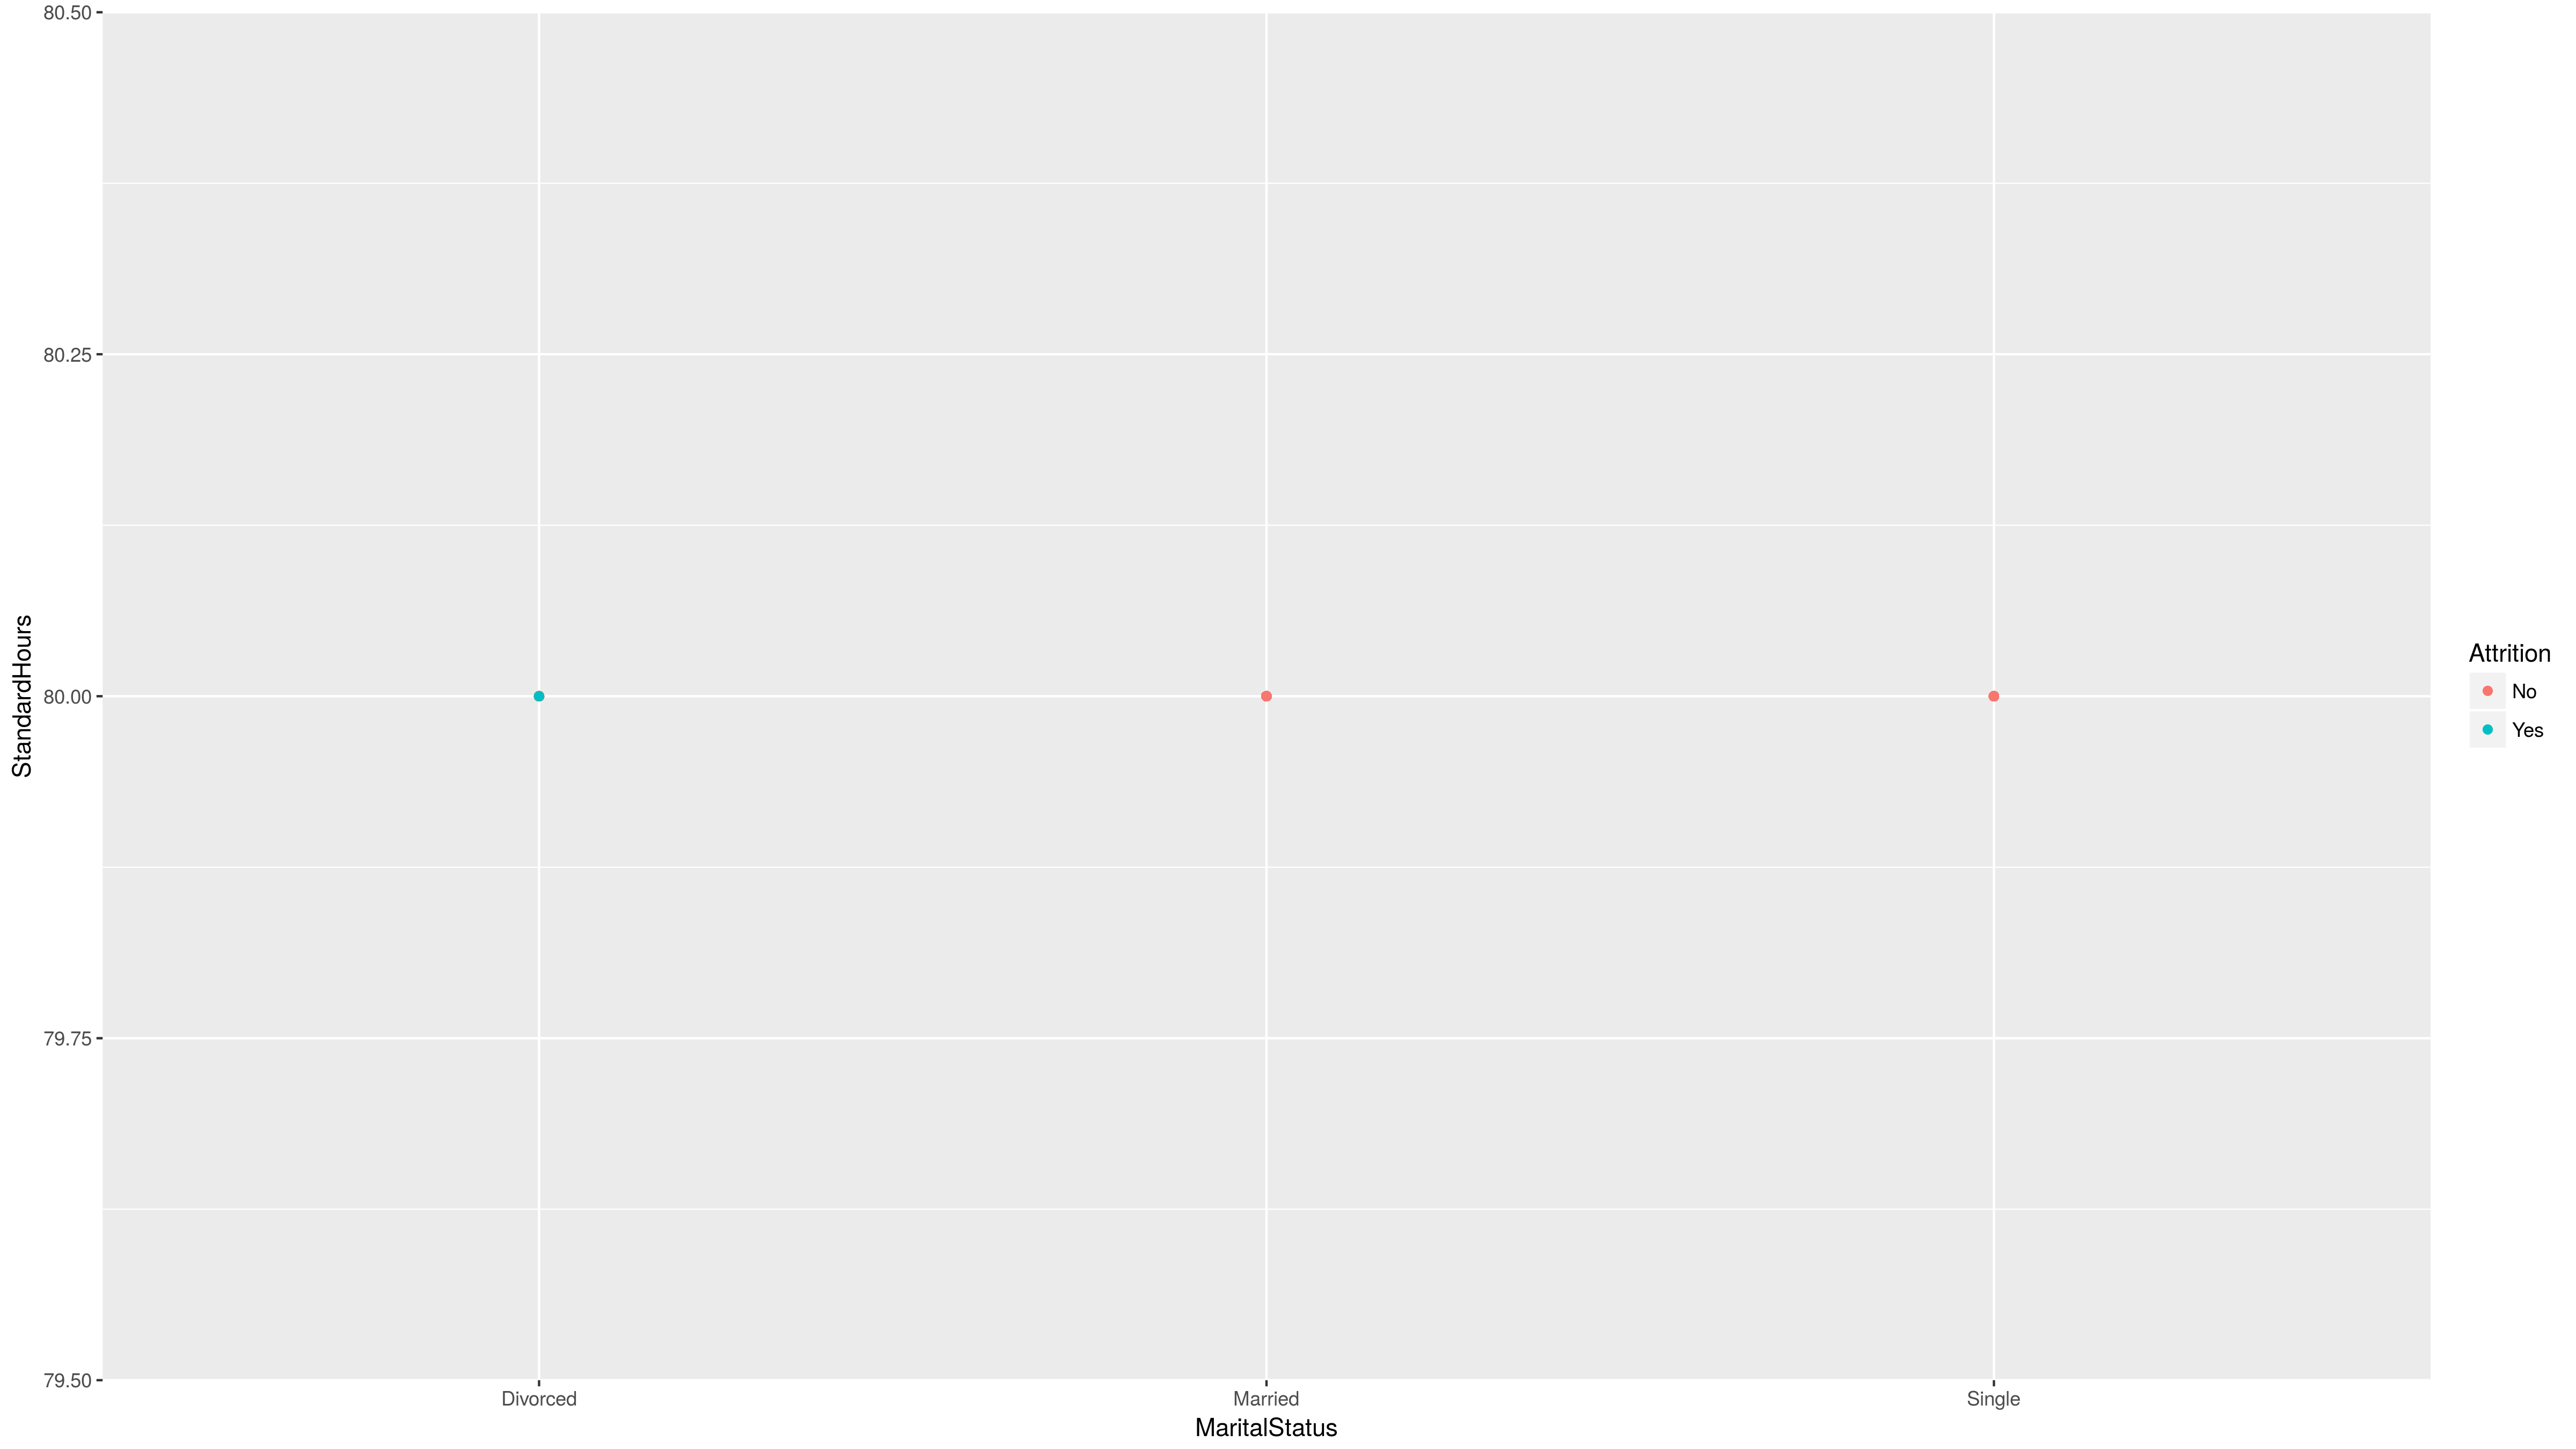 80.50
80.25
80.00
79.75
79.50
StandardHours
Divorced
Married
Single
MaritalStatus
Attrition
No
Yes